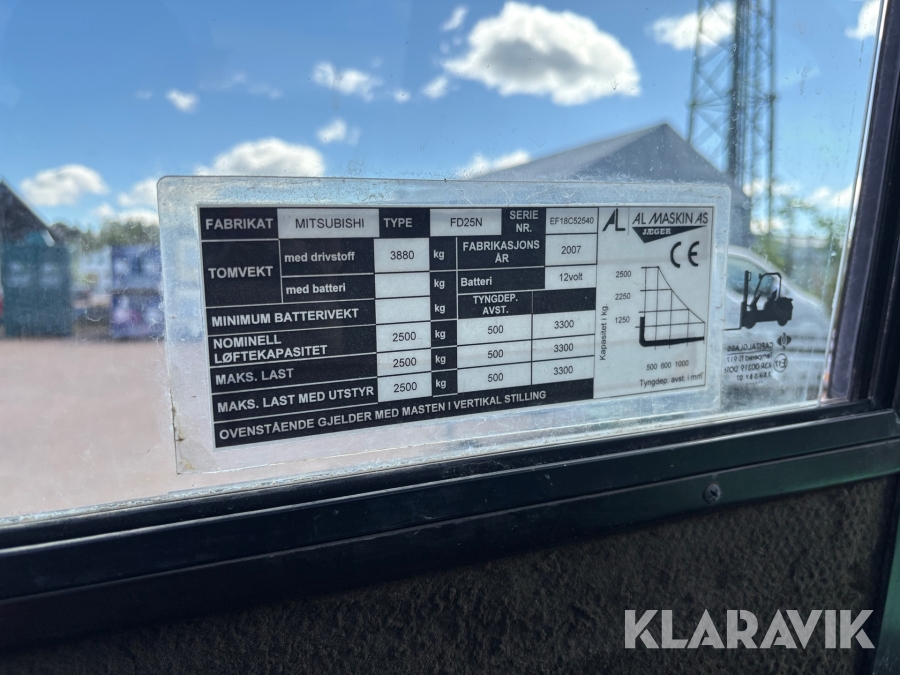 FABRIKAT MITSUBISHI TYPE FD25N SERIE NR. EF18C52540
AL AL MASKIN AS
JÆGER
TOMVEKT med drivstoff 3880 kg FABRIKASJONS ÅR 2007
CE
med batteri kg Batteri 12volt
MINIMUM BATTERIVEKT kg TYNGDEP. AVST.
NOMINELL LØFTEKAPASITET 2500 kg 500 3300
MAKS. LAST 2500 kg 500 3300
MAKS. LAST MED UTSTYR 2500 kg 500 3300
OVENSTÅENDE GJELDER MED MASTEN I VERTIKAL STILLING
Kapasitet i kg.
2500
2250
1250
500 600 1000
Tyngdep. avst. i mm
KLARAVIK